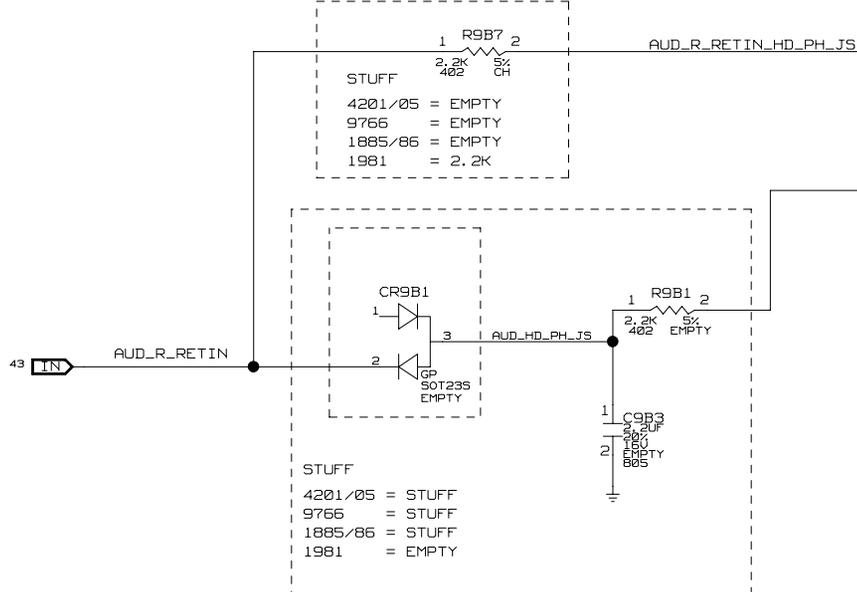 R9B7
1 2
2.2K 5%
402 CH
AUD_R_RETIN_HD_PH_JS
STUFF
4201/05 = EMPTY
9766 = EMPTY
1885/86 = EMPTY
1981 = 2.2K
CR9B1
1
3
2
GP
SOT23S
EMPTY
AUD_HD_PH_JS
R9B1
1 2
2.2K 5%
402 EMPTY
43 IN
AUD_R_RETIN
1
C9B3
2.2UF
20%
16V
2
EMPTY
805
STUFF
4201/05 = STUFF
9766 = STUFF
1885/86 = STUFF
1981 = EMPTY